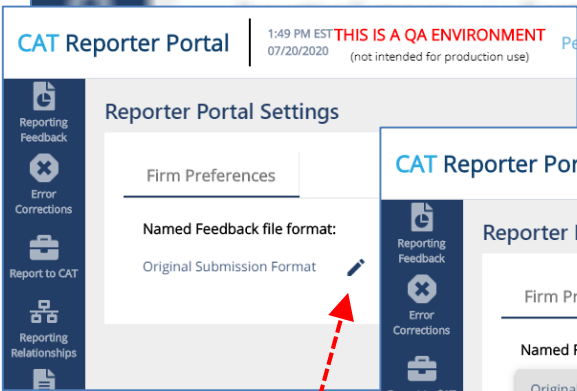 CAT Reporter Portal
1:49 PM EST
07/20/2020
THIS IS A QA ENVIRONMENT
(not intended for production use)
Pe
Reporting
Feedback
Error
Corrections
Report to CAT
Reporting
Relationships
Reporter Portal Settings
Firm Preferences
Named Feedback file format:
Original Submission Format
CAT Reporter Por
Reporting
Feedback
Error
Corrections
Reporter
Firm Pr
Named F
Origina